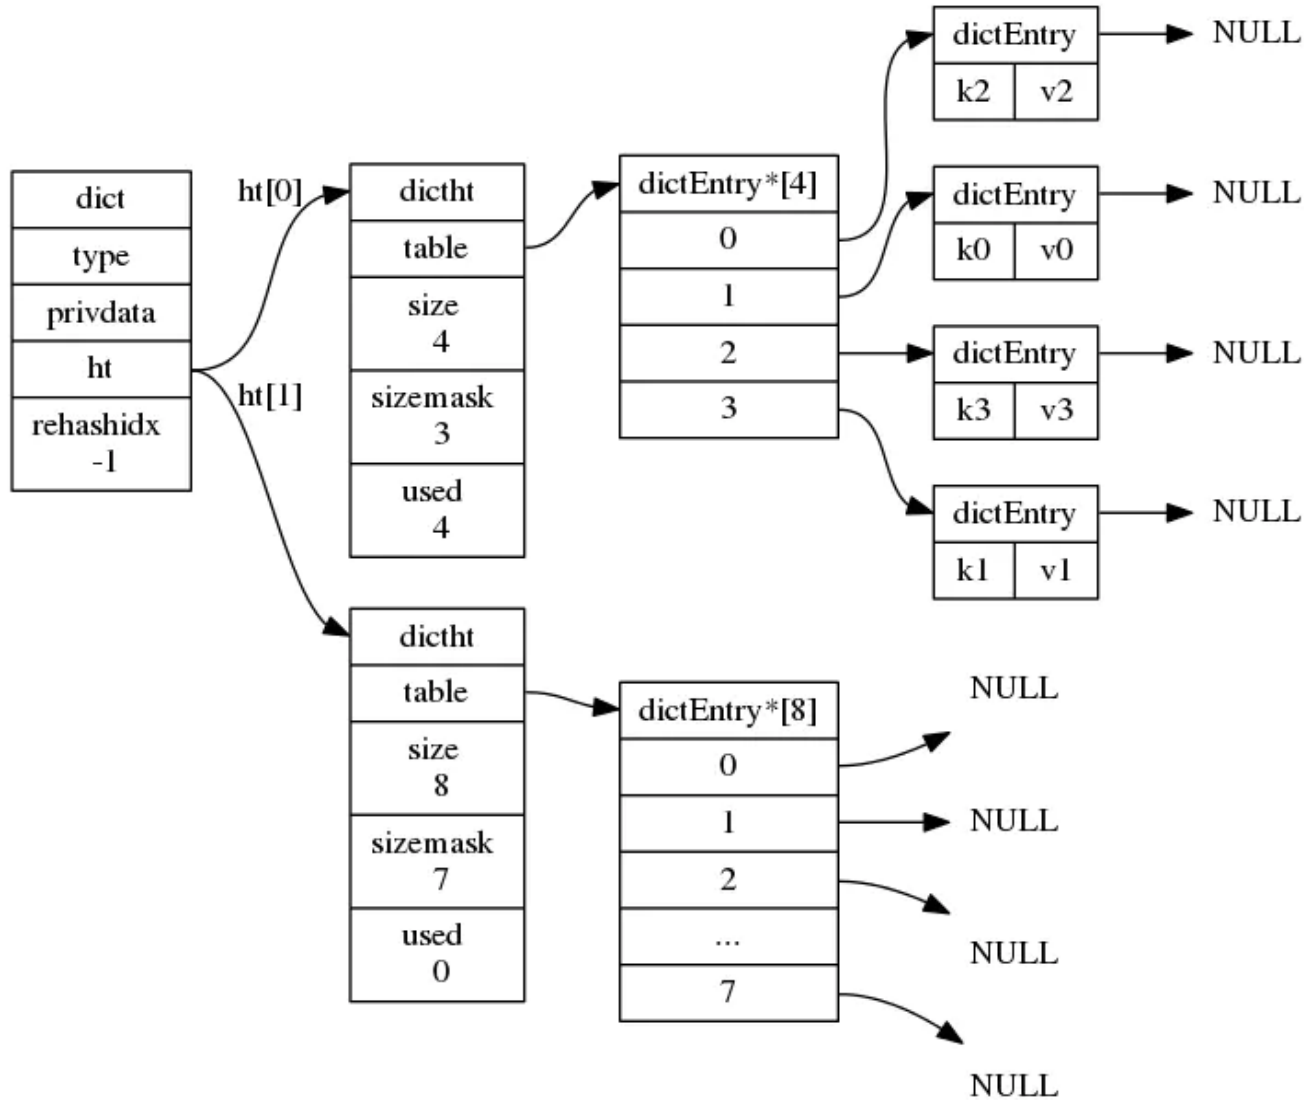 dict
type
privdata
ht
rehashidx
-1
ht[0]
ht[1]
dictht
table
size
4
sizemask
3
used
4
dictEntry*[4]
0
1
2
3
dictEntry
k2 v2
NULL
dictEntry
k0 v0
NULL
dictEntry
k3 v3
NULL
dictEntry
k1 v1
NULL
dictht
table
size
8
sizemask
7
used
0
dictEntry*[8]
0
1
2
...
7
NULL
NULL
NULL
NULL